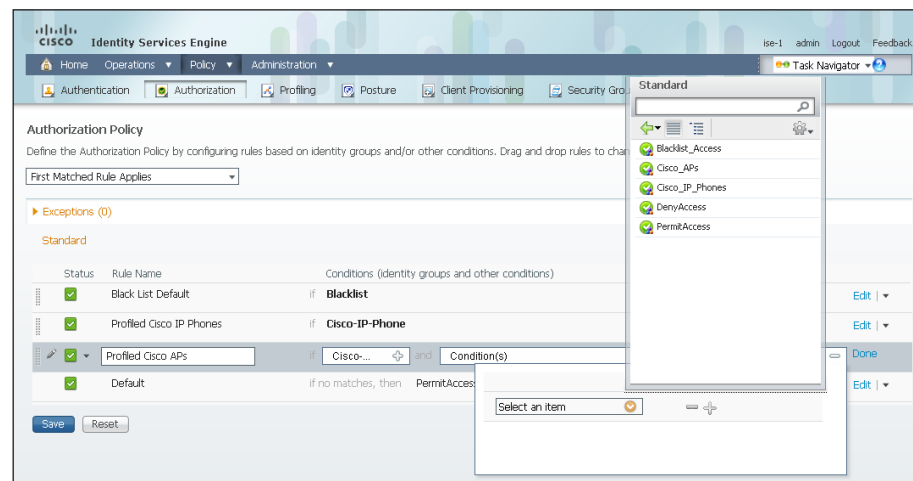 CISCO Identity Services Engine
ise-1 admin Logout Feedback
Home Operations Policy Administration
Task Navigator
Authentication Authorization Profiling Posture Client Provisioning Security Gro
Standard
Blacklist_Access
Cisco_APs
Cisco_IP_Phones
DenyAccess
PermitAccess
Authorization Policy
Define the Authorization Policy by configuring rules based on identity groups and/or other conditions. Drag and drop rules to chan
First Matched Rule Applies
Exceptions (0)
Standard
Status Rule Name Conditions (identity groups and other conditions)
Black List Default if Blacklist Edit |
Profiled Cisco IP Phones if Cisco-IP-Phone Edit |
Profiled Cisco APs if Cisco-... and Condition(s) Done
Default if no matches, then PermitAccess Edit |
Select an item
Save Reset